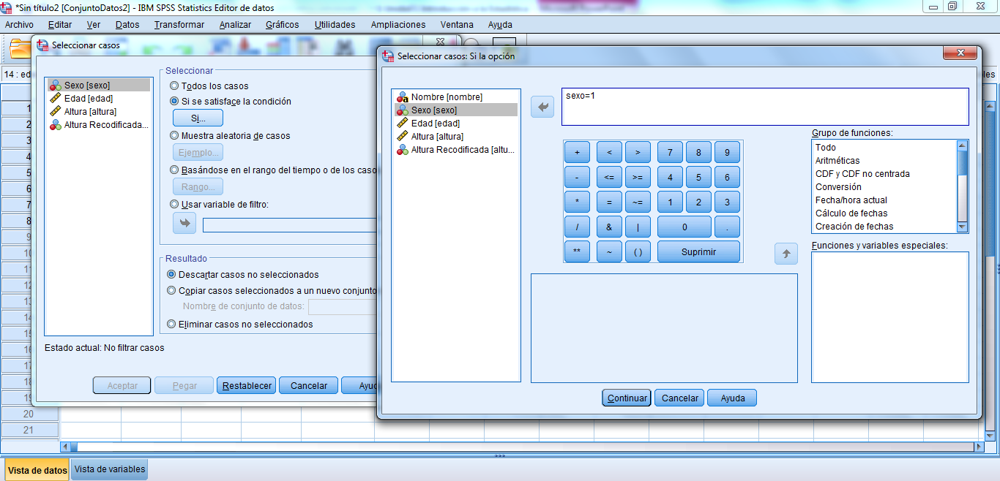 *Sin título2 [ConjuntoDatos2] - IBM SPSS Statistics Editor de datos
Archivo Editar Ver Datos Transformar Analizar Gráficos Utilidades Ampliaciones Ventana Ayuda
Seleccionar casos
14 : ed
Sexo [sexo]
Edad [edad]
Altura [altura]
Altura Recodificada...
Seleccionar
Todos los casos
Si se satisface la condición
Si...
Muestra aleatoria de casos
Ejemplo...
Basándose en el rango del tiempo o de los caso
Rango...
Usar variable de filtro:
Resultado
Descartar casos no seleccionados
Copiar casos seleccionados a un nuevo conjunto
Nombre de conjunto de datos:
Eliminar casos no seleccionados
Estado actual: No filtrar casos
Aceptar Pegar Restablecer Cancelar Ayu
Seleccionar casos: Si la opción
les
Nombre [nombre]
Sexo [sexo]
Edad [edad]
Altura [altura]
Altura Recodificada [altu...
sexo=1
+ < > 7 8 9
- <= >= 4 5 6
* = ~= 1 2 3
/ & | 0 .
** ~ ( ) Suprimir
Grupo de funciones:
Todo
Aritméticas
CDF y CDF no centrada
Conversión
Fecha/hora actual
Cálculo de fechas
Creación de fechas
Funciones y variables especiales:
Continuar Cancelar Ayuda
1
2
3
4
5
6
7
8
9
10
11
12
13
14
15
16
17
18
19
20
21
Vista de datos Vista de variables